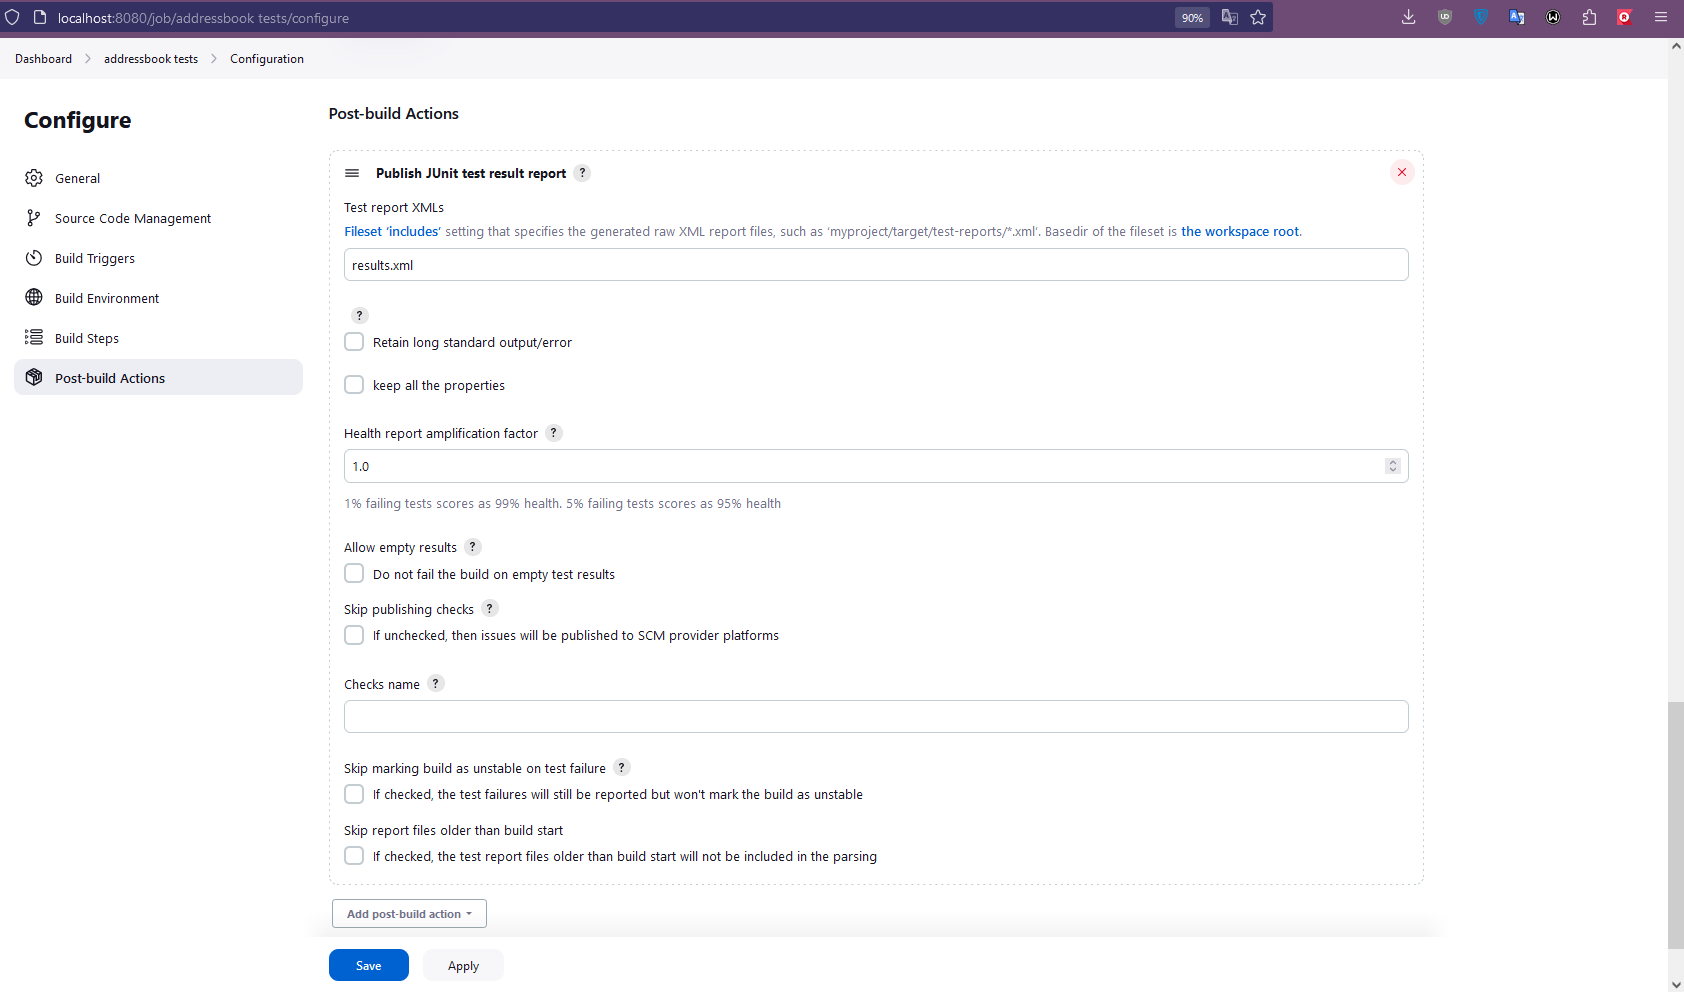 localhost:8080/job/addressbook tests/configure
90%
Dashboard
addressbook tests
Configuration
Configure
General
Source Code Management
Build Triggers
Build Environment
Build Steps
Post-build Actions
Post-build Actions
Publish JUnit test result report ?
Test report XMLs
Fileset ‘includes’ setting that specifies the generated raw XML report files, such as ‘myproject/target/test-reports/*.xml’. Basedir of the fileset is the workspace root.
results.xml
?
Retain long standard output/error
keep all the properties
Health report amplification factor ?
1.0
1% failing tests scores as 99% health. 5% failing tests scores as 95% health
Allow empty results ?
Do not fail the build on empty test results
Skip publishing checks ?
If unchecked, then issues will be published to SCM provider platforms
Checks name ?
Skip marking build as unstable on test failure ?
If checked, the test failures will still be reported but won't mark the build as unstable
Skip report files older than build start
If checked, the test report files older than build start will not be included in the parsing
Add post-build action
Save
Apply